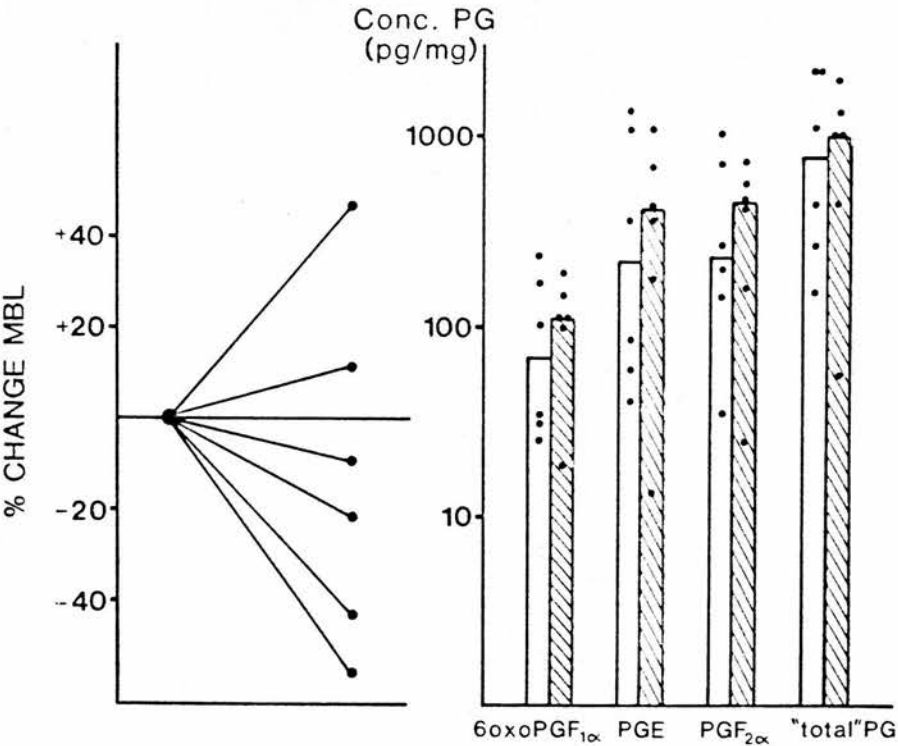 Conc. PG
(pg/mg)
% CHANGE MBL
+40
+20
-20
-40
1000
100
10
6oxoPGF₁α PGE PGF₂α "total"PG